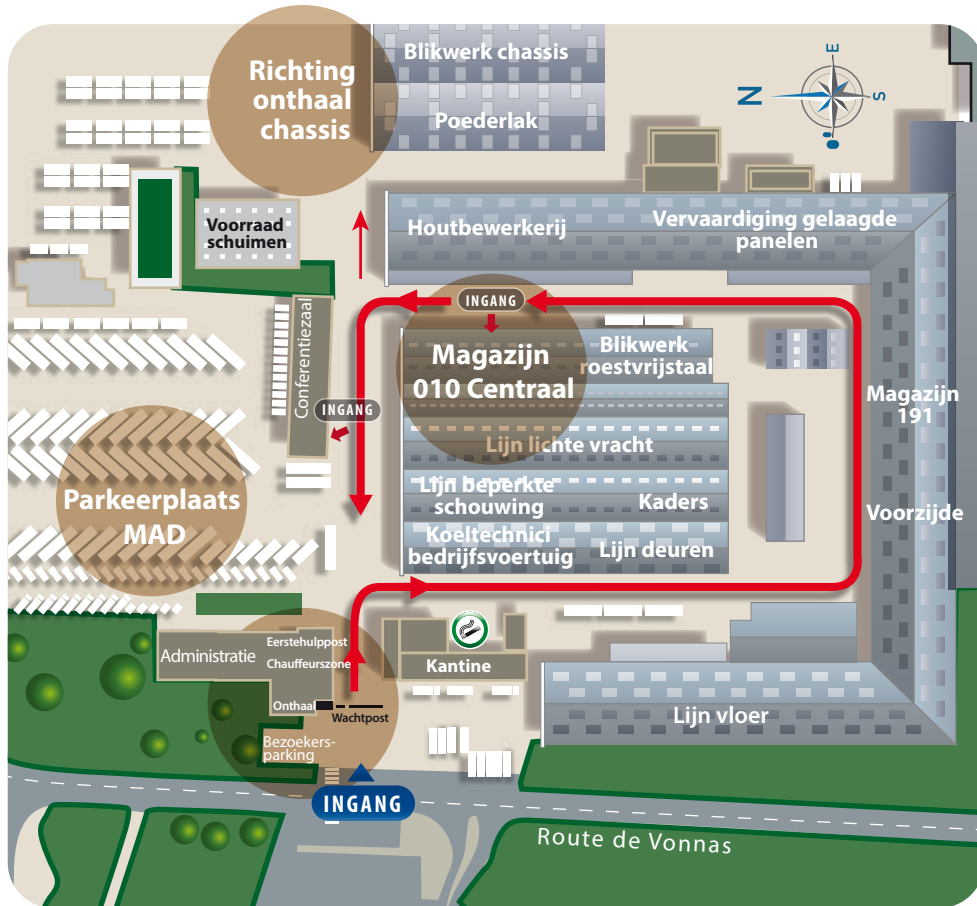 Blikwerk chassis
Richting
onthaal
chassis
Poederlak
E
N
S
O'
Voorraad
schuimen
Houtbewerkerij
Vervaardiging gelaagde
panelen
INGANG
Magazijn
010 Centraal
Blikwerk
roestvrijstaal
Conferentiezaal
INGANG
Magazijn
191
Lijn lichte vracht
Parkeerplaats
MAD
Lijn beperkte
schouwing
Kaders
Voorzijde
Koeltechnici
bedrijfsvoertuig
Lijn deuren
Administratie
Eerstehulppost
Chauffeurszone
Kantine
Onthaal
Wachtpost
Lijn vloer
Bezoekers-
parking
INGANG
Route de Vonnas